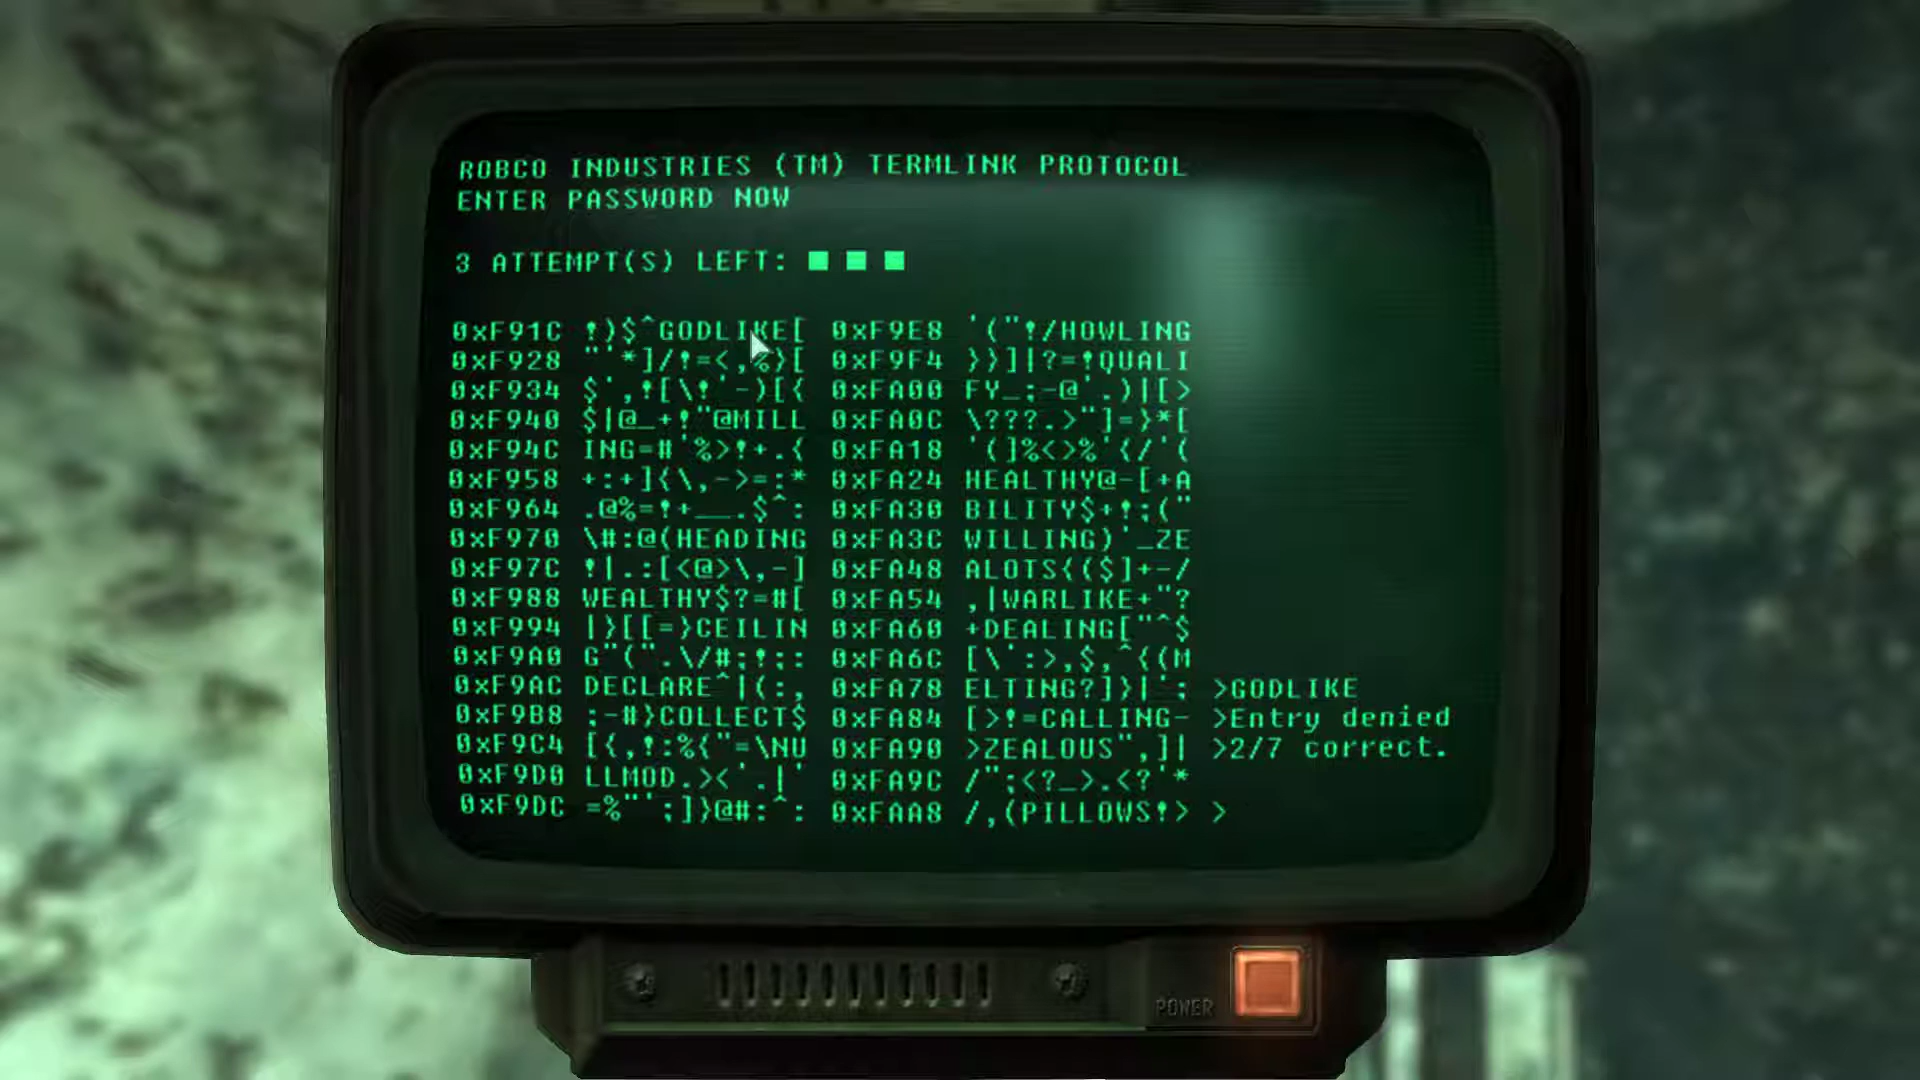 ROBCO INDUSTRIES (TM) TERMLINK PROTOCOL
ENTER PASSWORD NOW
3 ATTEMPT(S) LEFT: ■ ■ ■
0xF91C !)$^GODLIKE[ 0xF9E8 '("!/HOWLING
0xF928 "'*]/!=<,%}[ 0xF9F4 }}]|?=!QUALI
0xF934 $',![\!'-)[{ 0xFA00 FY_;-@'.)|[>
0xF940 $|@_+!"@MILL 0xFA0C \???.>"]=}*[
0xF94C ING=#'%>!+.{ 0xFA18 '(]%<>%'{/'(
0xF958 +:+]{\,->=:* 0xFA24 HEALTHY@-[+A
0xF964 .@%=!+__.$^: 0xFA30 BILITY$+!;("
0xF970 \#:@(HEADING 0xFA3C WILLING)'_ZE
0xF97C !|.:[<@>\,-] 0xFA48 ALOTS{($]+-/
0xF988 WEALTHY$?=#[ 0xFA54 ,|WARLIKE+"?
0xF994 |}[[=}CEILIN 0xFA60 +DEALING["^$
0xF9A0 G"(".\/#;!;: 0xFA6C [\':>,$,^{(M
0xF9AC DECLARE^|(:, 0xFA78 ELTING?]}|'; >GODLIKE
0xF9B8 ;-#}COLLECT$ 0xFA84 [>!=CALLING- >Entry denied
0xF9C4 [{,!:%{"=\NU 0xFA90 >ZEALOUS",]| >2/7 correct.
0xF9D0 LLMOD.><'.|' 0xFA9C /";<?_>.<?'*
0xF9DC =%"';]}@#:^: 0xFAA8 /,(PILLOWS!> >
POWER